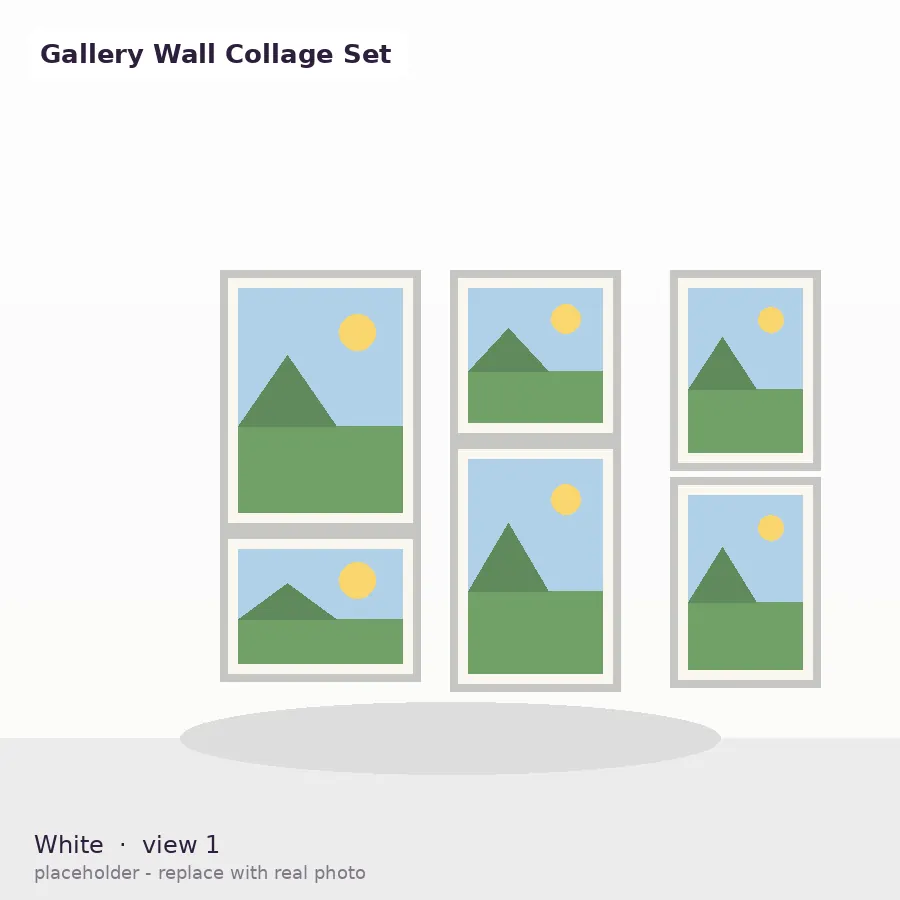 Gallery Wall Collage Set
White · view 1
placeholder - replace with real photo